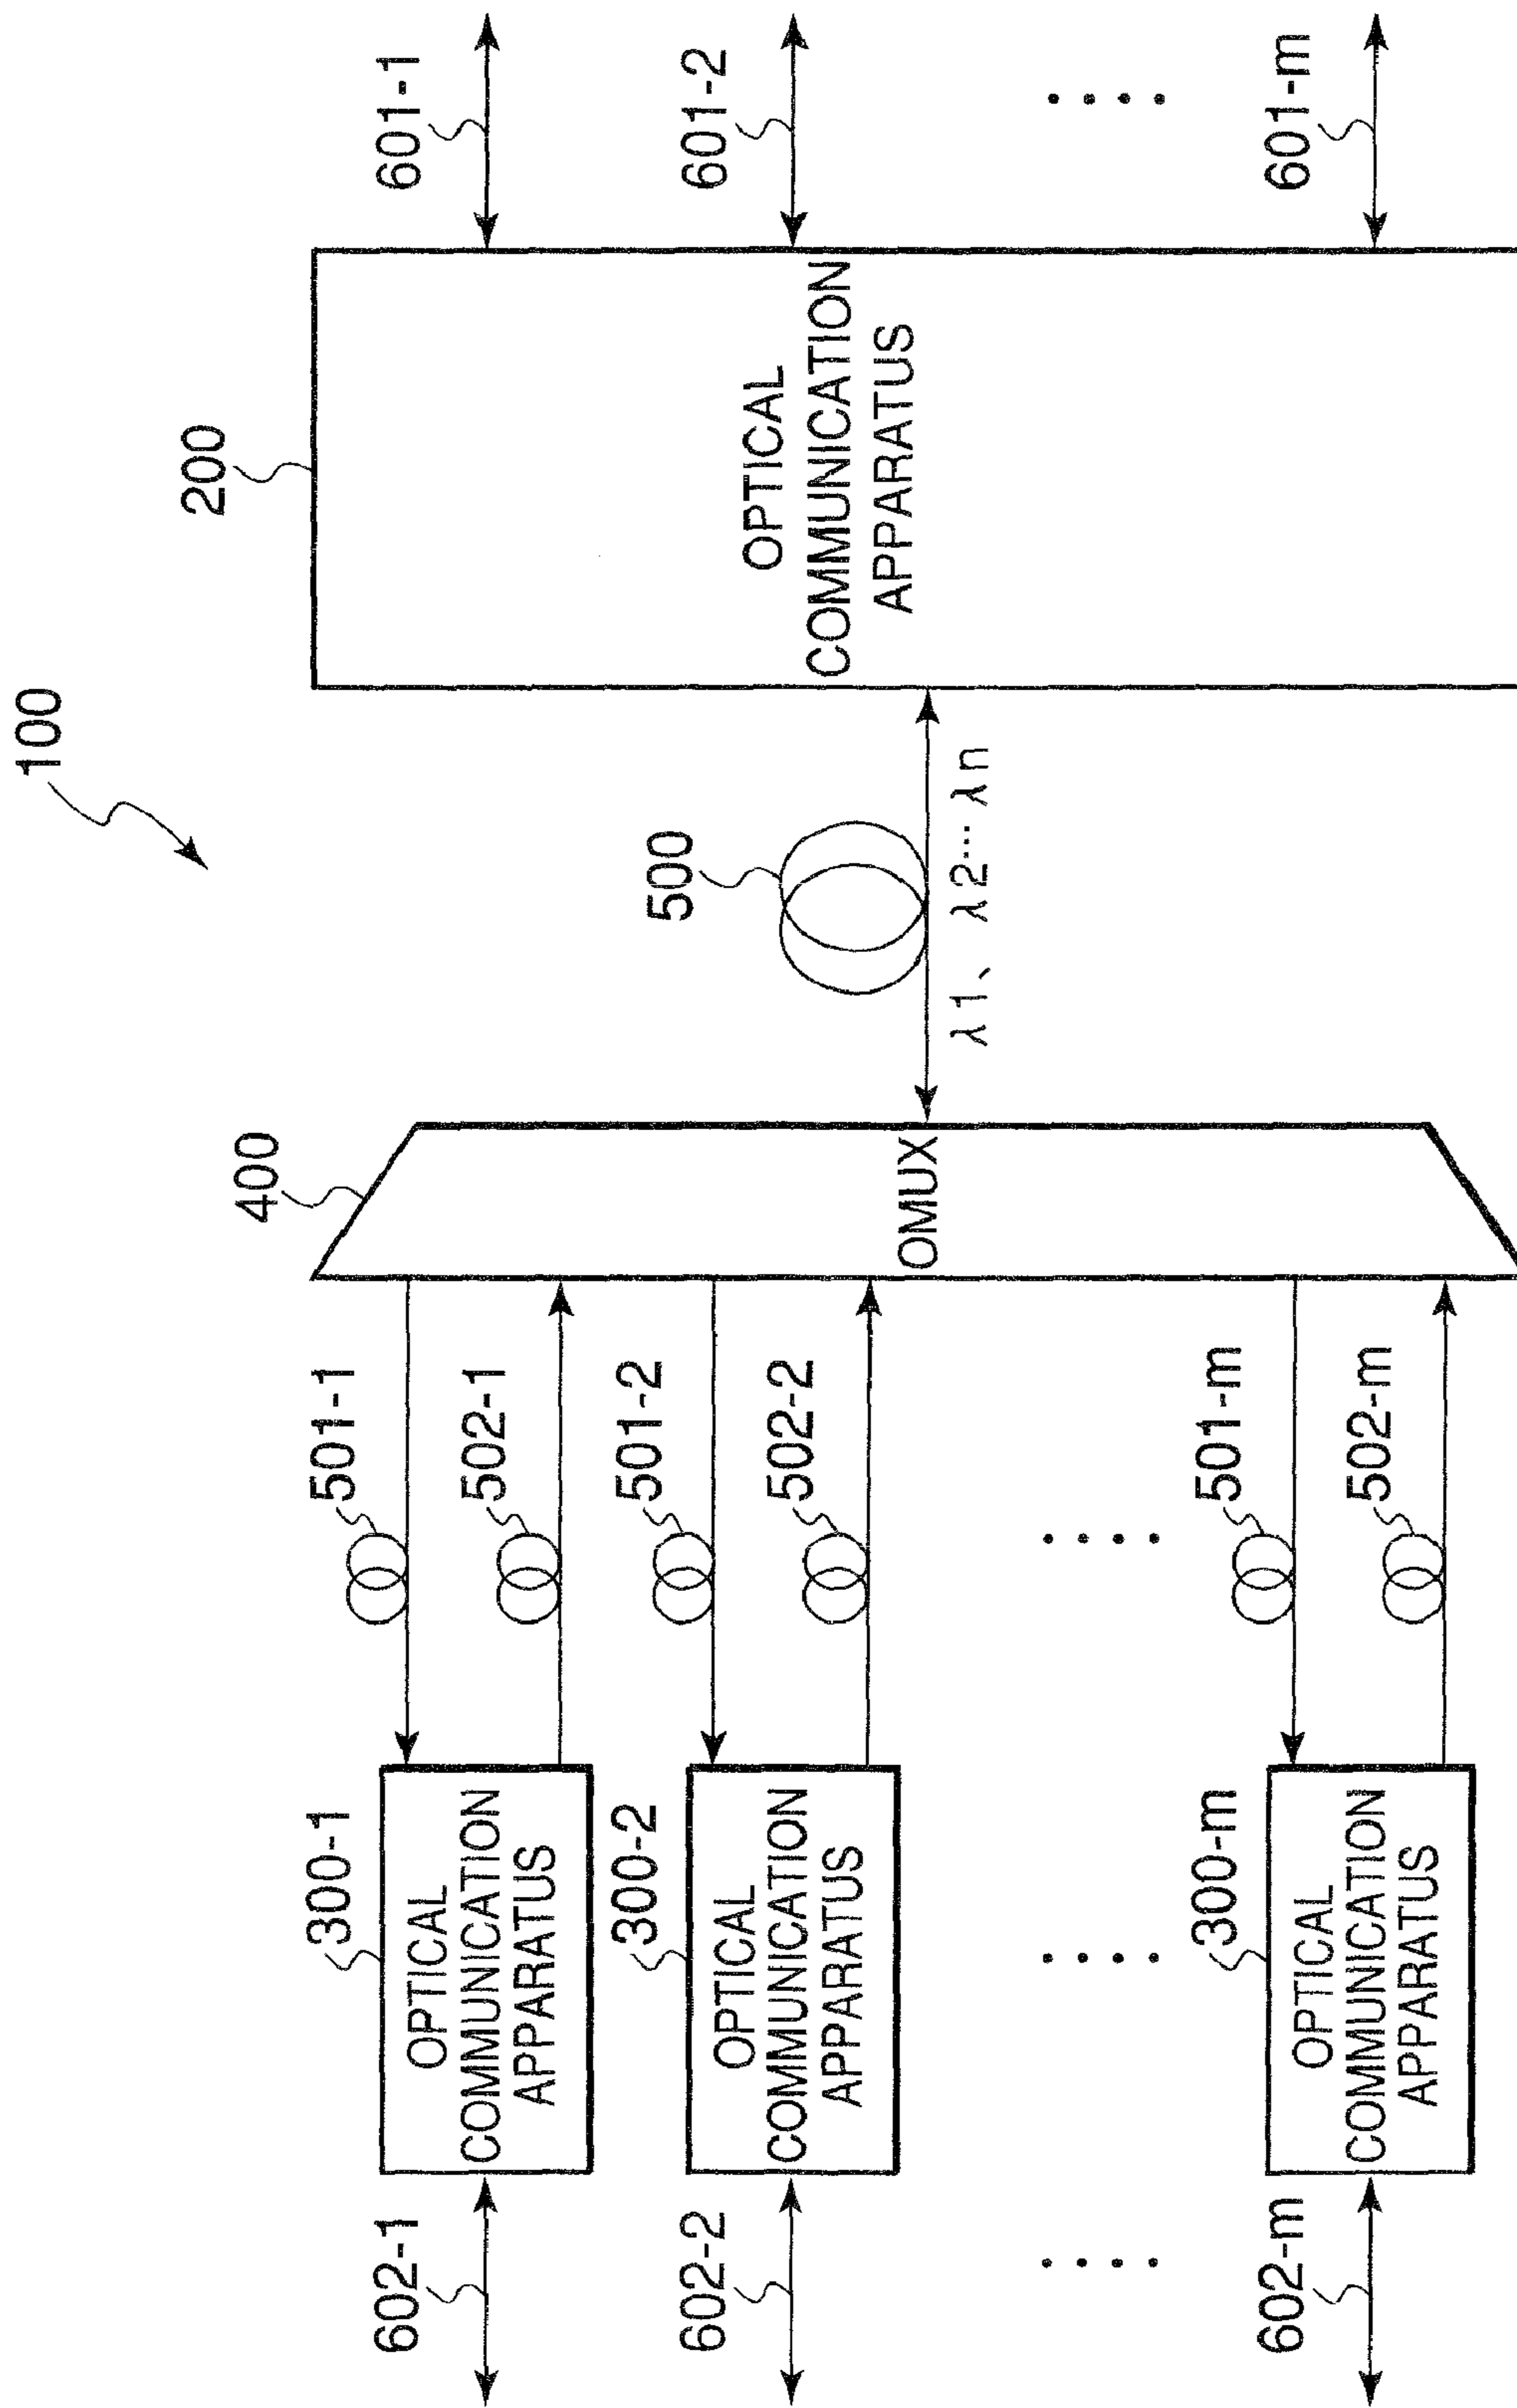 100
200
OPTICAL
COMMUNICATION
APPARATUS
400
OMUX
500
λ1、λ2⋯λn
300-1
OPTICAL
COMMUNICATION
APPARATUS
300-2
OPTICAL
COMMUNICATION
APPARATUS
300-m
OPTICAL
COMMUNICATION
APPARATUS
501-1
502-1
501-2
502-2
501-m
502-m
601-1
601-2
601-m
602-1
602-2
602-m